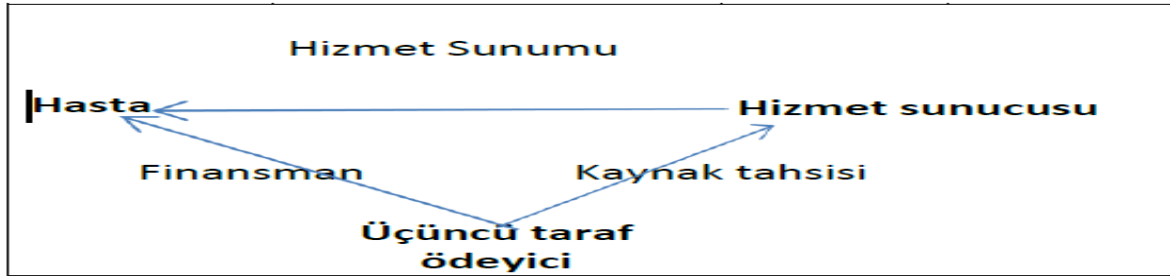 Hizmet Sunumu
Hasta
Hizmet sunucusu
Finansman
Kaynak tahsisi
Üçüncü taraf
ödeyici